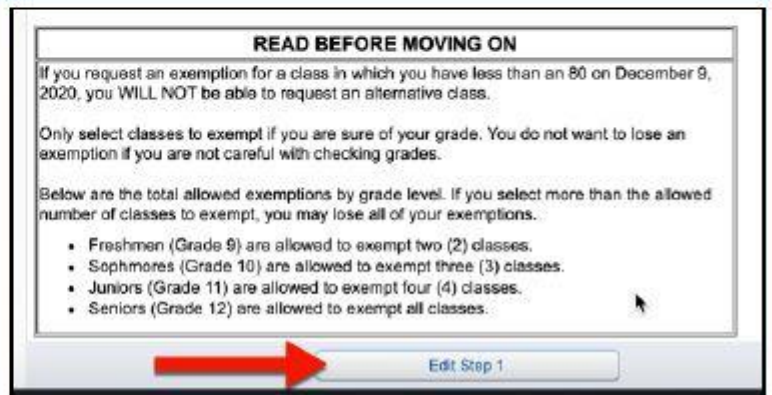 READ BEFORE MOVING ON
If you request an exemption for a class in which you have less than an 80 on December 9,
2020, you WILL NOT be able to request an alternative class.
Only select classes to exempt if you are sure of your grade. You do not want to lose an
exemption if you are not careful with checking grades.
Below are the total allowed exemptions by grade level. If you select more than the allowed
number of classes to exempt, you may lose all of your exemptions.
• Freshmen (Grade 9) are allowed to exempt two (2) classes.
• Sophmores (Grade 10) are allowed to exempt three (3) classes.
• Juniors (Grade 11) are allowed to exempt four (4) classes.
• Seniors (Grade 12) are allowed to exempt all classes.
Edit Step 1